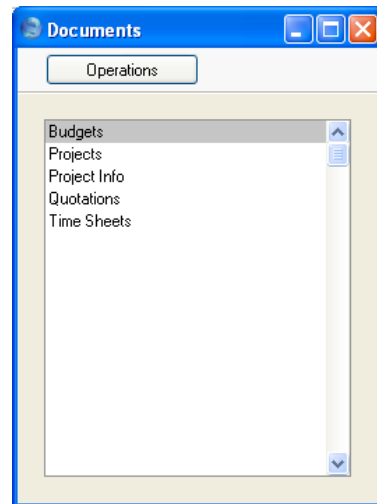 Documents
Operations
Budgets
Projects
Project Info
Quotations
Time Sheets